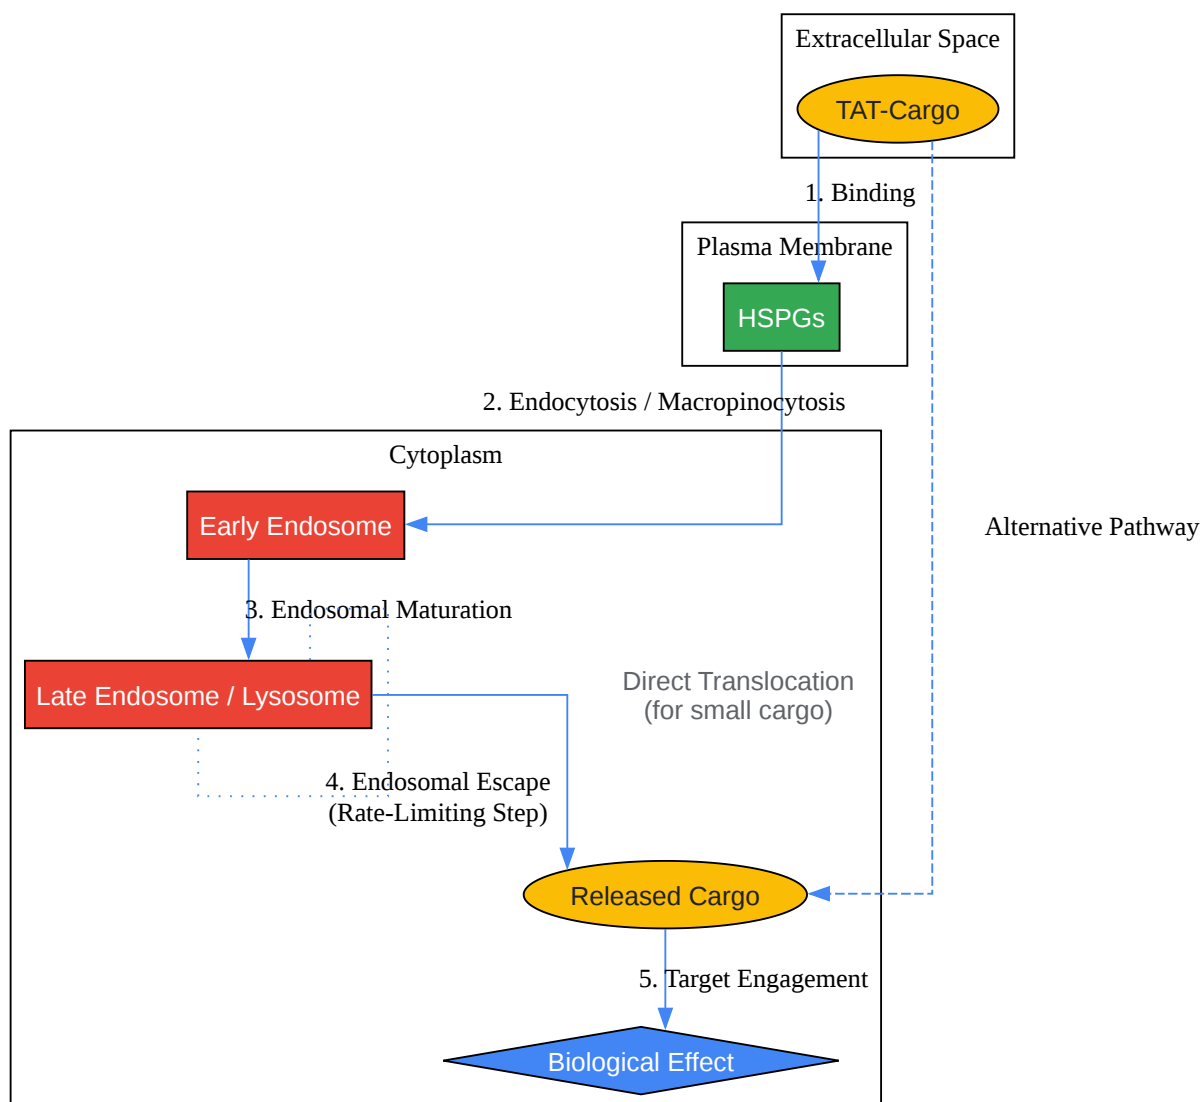 Extracellular Space
TAT-Cargo
1. Binding
Plasma Membrane
HSPGs
2. Endocytosis / Macropinocytosis
Cytoplasm
Early Endosome
Alternative Pathway
3. Endosomal Maturation
Late Endosome / Lysosome
Direct Translocation
(for small cargo)
4. Endosomal Escape
(Rate-Limiting Step)
Released Cargo
5. Target Engagement
Biological Effect